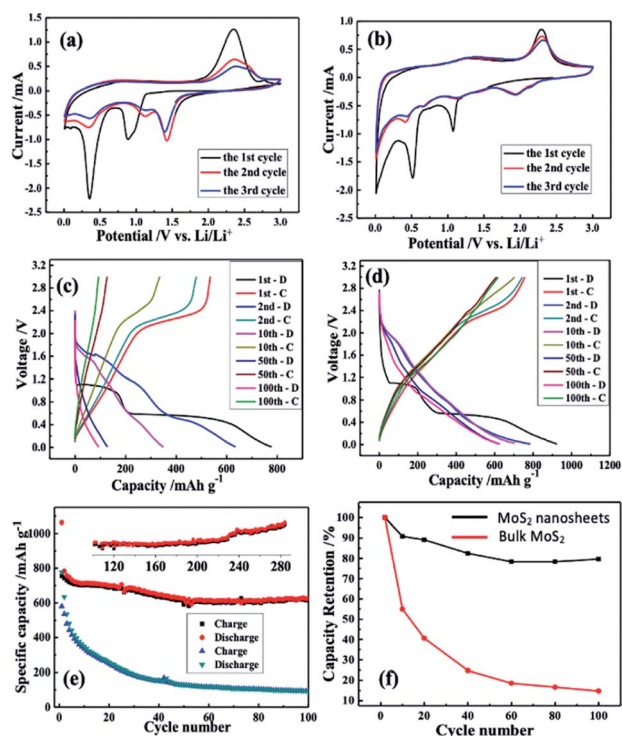 (a)
Current /mA
1.5
1.0
0.5
0.0
-0.5
-1.0
-1.5
-2.0
-2.5
the 1st cycle
the 2nd cycle
the 3rd cycle
0.0 0.5 1.0 1.5 2.0 2.5 3.0
Potential /V vs. Li/Li⁺
(b)
Current /mA
1.0
0.5
0.0
-0.5
-1.0
-1.5
-2.0
-2.5
the 1st cycle
the 2nd cycle
the 3rd cycle
0.0 0.5 1.0 1.5 2.0 2.5 3.0
Potential /V vs. Li/Li⁺
(c)
Voltage /V
3.2
2.8
2.4
2.0
1.6
1.2
0.8
0.4
0.0
1st - D
1st - C
2nd - D
2nd - C
10th - D
10th - C
50th - D
50th - C
100th - D
100th - C
0 200 400 600 800
Capacity /mAh g⁻¹
(d)
Voltage /V
3.2
2.8
2.4
2.0
1.6
1.2
0.8
0.4
0.0
1st - D
1st - C
2nd - D
2nd - C
10th - D
10th - C
50th - D
50th - C
100th - D
100th - C
0 200 400 600 800 1000 1200
Capacity /mAh g⁻¹
(e)
Specific capacity /mAh g⁻¹
1000
800
600
400
200
0
120 160 200 240 280
Charge
Discharge
Charge
Discharge
0 20 40 60 80 100
Cycle number
(f)
Capacity Retention /%
100
90
80
70
60
50
40
30
20
10
MoS₂ nanosheets
Bulk MoS₂
0 20 40 60 80 100
Cycle number